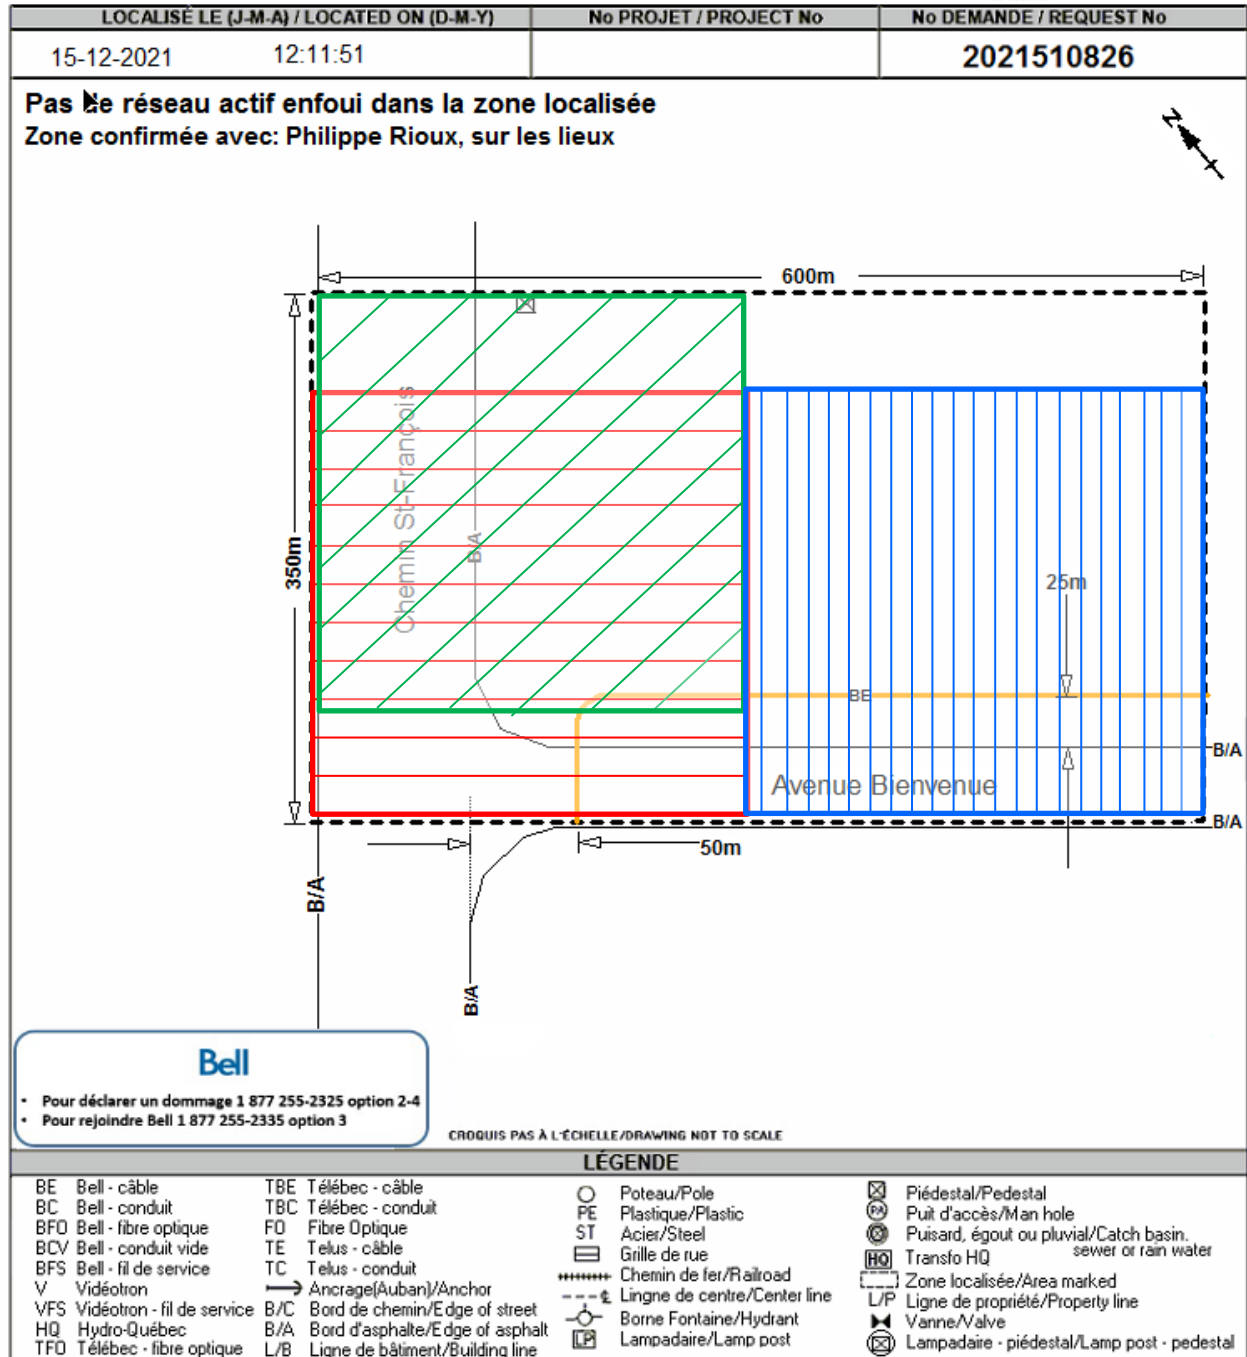 LOCALISÉ LE (J-M-A) / LOCATED ON (D-M-Y) No PROJET / PROJECT No No DEMANDE / REQUEST No
15-12-2021 12:11:51 2021510826
Pas de réseau actif enfoui dans la zone localisée
Zone confirmée avec: Philippe Rioux, sur les lieux
N
600m
350m
Chemin St-François
B/A
25m
BE
B/A
Avenue Bienvenue
B/A
50m
B/A
B/A
Bell
• Pour déclarer un dommage 1 877 255-2325 option 2-4
• Pour rejoindre Bell 1 877 255-2335 option 3
CROQUIS PAS À L'ÉCHELLE/DRAWING NOT TO SCALE
LÉGENDE
BE Bell - câble
BC Bell - conduit
BFO Bell - fibre optique
BCV Bell - conduit vide
BFS Bell - fil de service
V Vidéotron
VFS Vidéotron - fil de service
HQ Hydro-Québec
TFO Télébec - fibre optique
TBE Télébec - câble
TBC Télébec - conduit
FO Fibre Optique
TE Telus - câble
TC Telus - conduit
Ancrage(Auban)/Anchor
B/C Bord de chemin/Edge of street
B/A Bord d'asphalte/Edge of asphalt
L/B Ligne de bâtiment/Building line
Poteau/Pole
PE Plastique/Plastic
ST Acier/Steel
Grille de rue
Chemin de fer/Railroad
Lingne de centre/Center line
Borne Fontaine/Hydrant
LP Lampadaire/Lamp post
Piédestal/Pedestal
PA Puit d'accès/Man hole
Puisard, égout ou pluvial/Catch basin.
sewer or rain water
HQ Transfo HQ
Zone localisée/Area marked
L/P Ligne de propriété/Property line
Vanne/Valve
Lampadaire - piédestal/Lamp post - pedestal